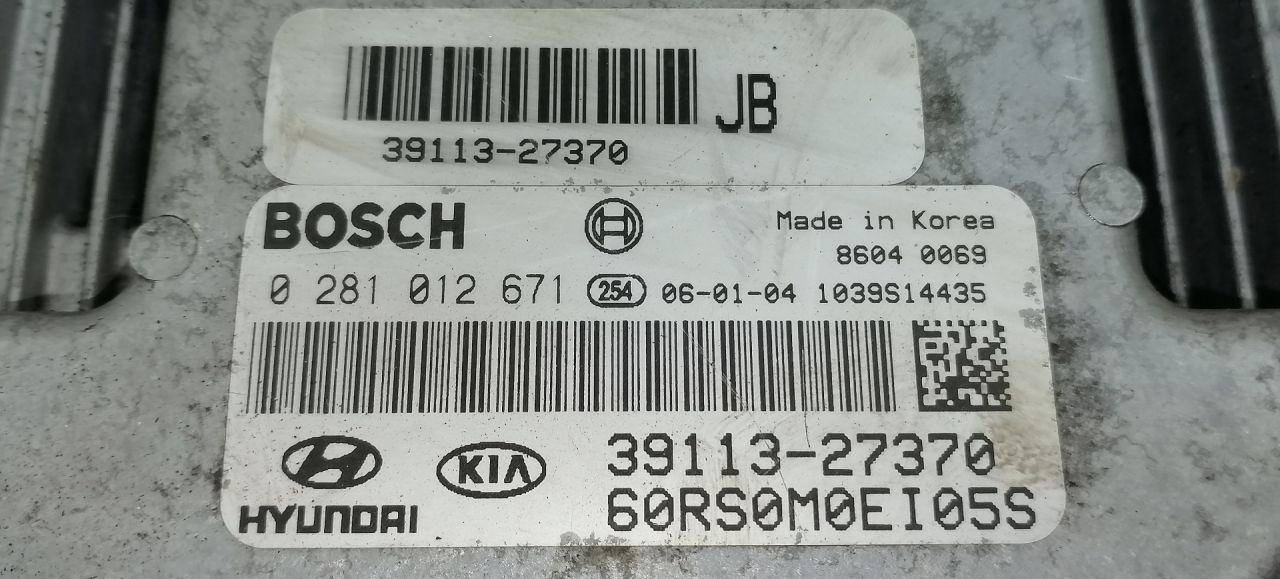 JB
39113-27370
BOSCH Made in Korea
8604 0069
0 281 012 671 254 06-01-04 1039S14435
HYUNDAI KIA 39113-27370
60RS0M0EI05S